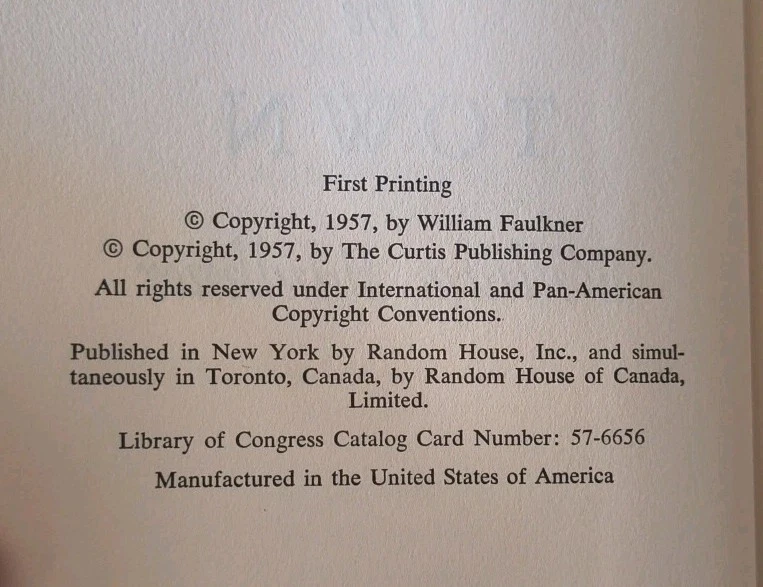 TOWN
First Printing
© Copyright, 1957, by William Faulkner
© Copyright, 1957, by The Curtis Publishing Company.
All rights reserved under International and Pan-American
Copyright Conventions.
Published in New York by Random House, Inc., and simul-
taneously in Toronto, Canada, by Random House of Canada,
Limited.
Library of Congress Catalog Card Number: 57-6656
Manufactured in the United States of America